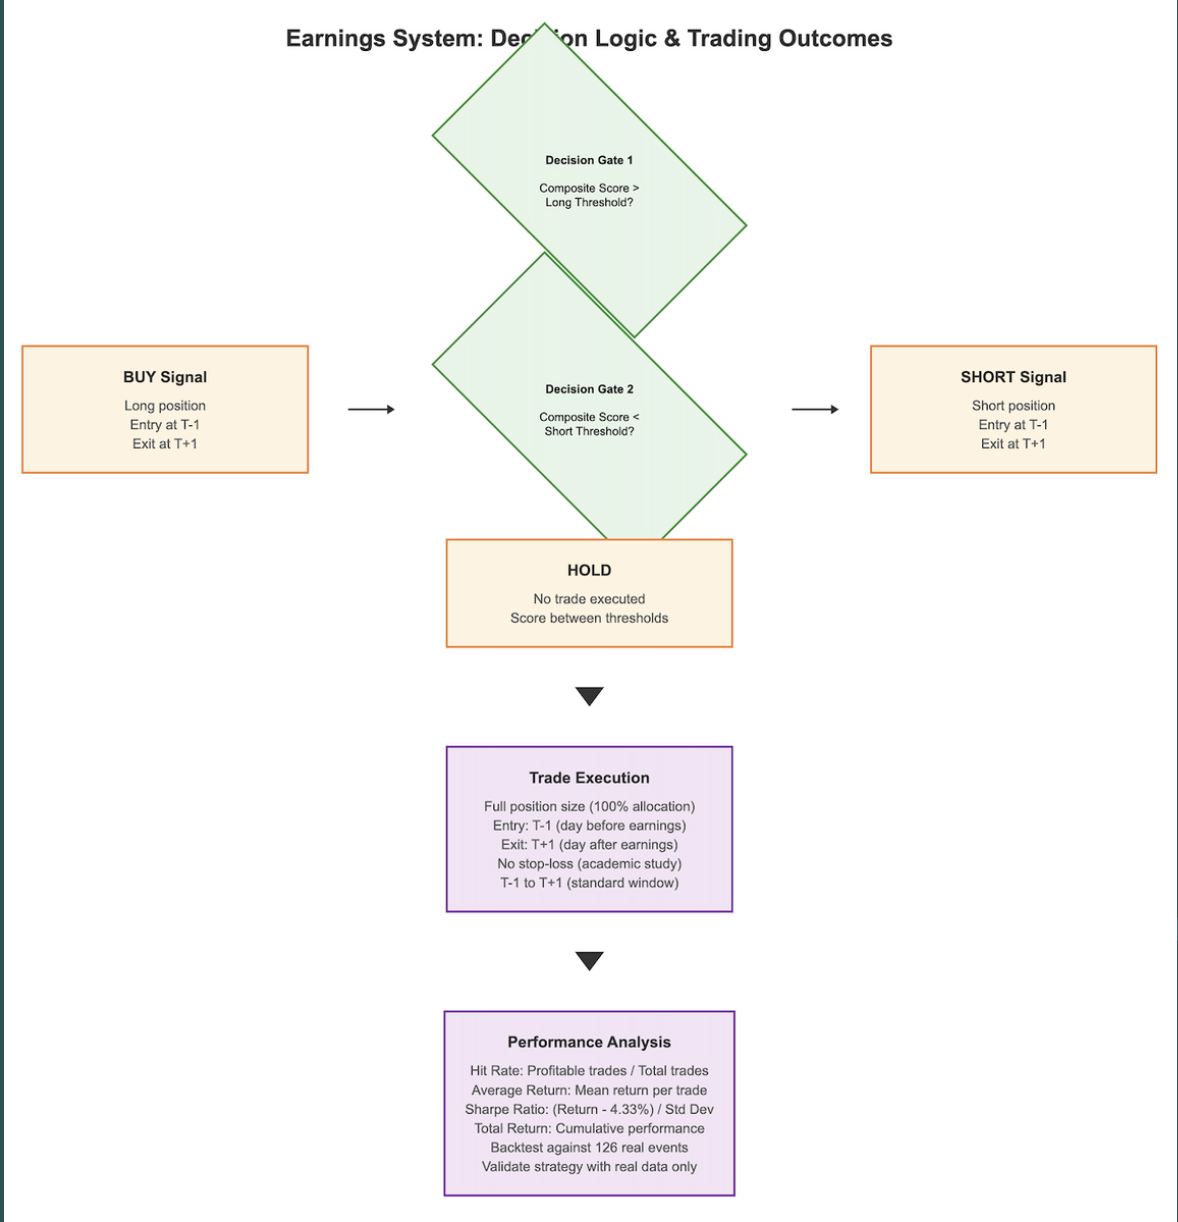 Earnings System: Decision Logic & Trading Outcomes
Decision Gate 1
Composite Score >
Long Threshold?
BUY Signal
Long position
Entry at T-1
Exit at T+1
Decision Gate 2
Composite Score <
Short Threshold?
SHORT Signal
Short position
Entry at T-1
Exit at T+1
HOLD
No trade executed
Score between thresholds
Trade Execution
Full position size (100% allocation)
Entry: T-1 (day before earnings)
Exit: T+1 (day after earnings)
No stop-loss (academic study)
T-1 to T+1 (standard window)
Performance Analysis
Hit Rate: Profitable trades / Total trades
Average Return: Mean return per trade
Sharpe Ratio: (Return - 4.33%) / Std Dev
Total Return: Cumulative performance
Backtest against 126 real events
Validate strategy with real data only